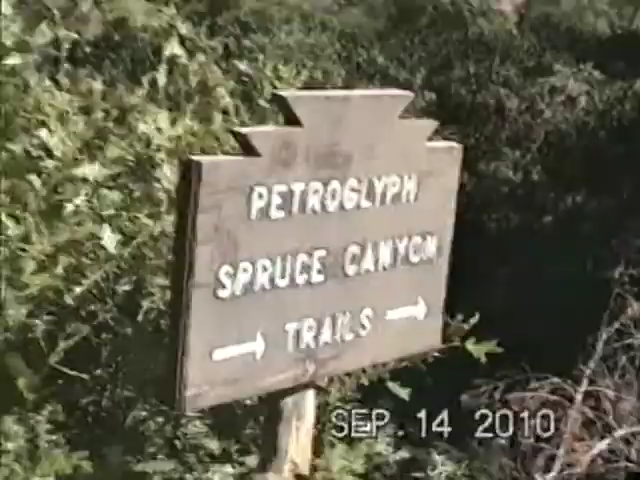 PETROGLYPH
SPRUCE CANYON
→ TRAILS →
SEP. 14 2010